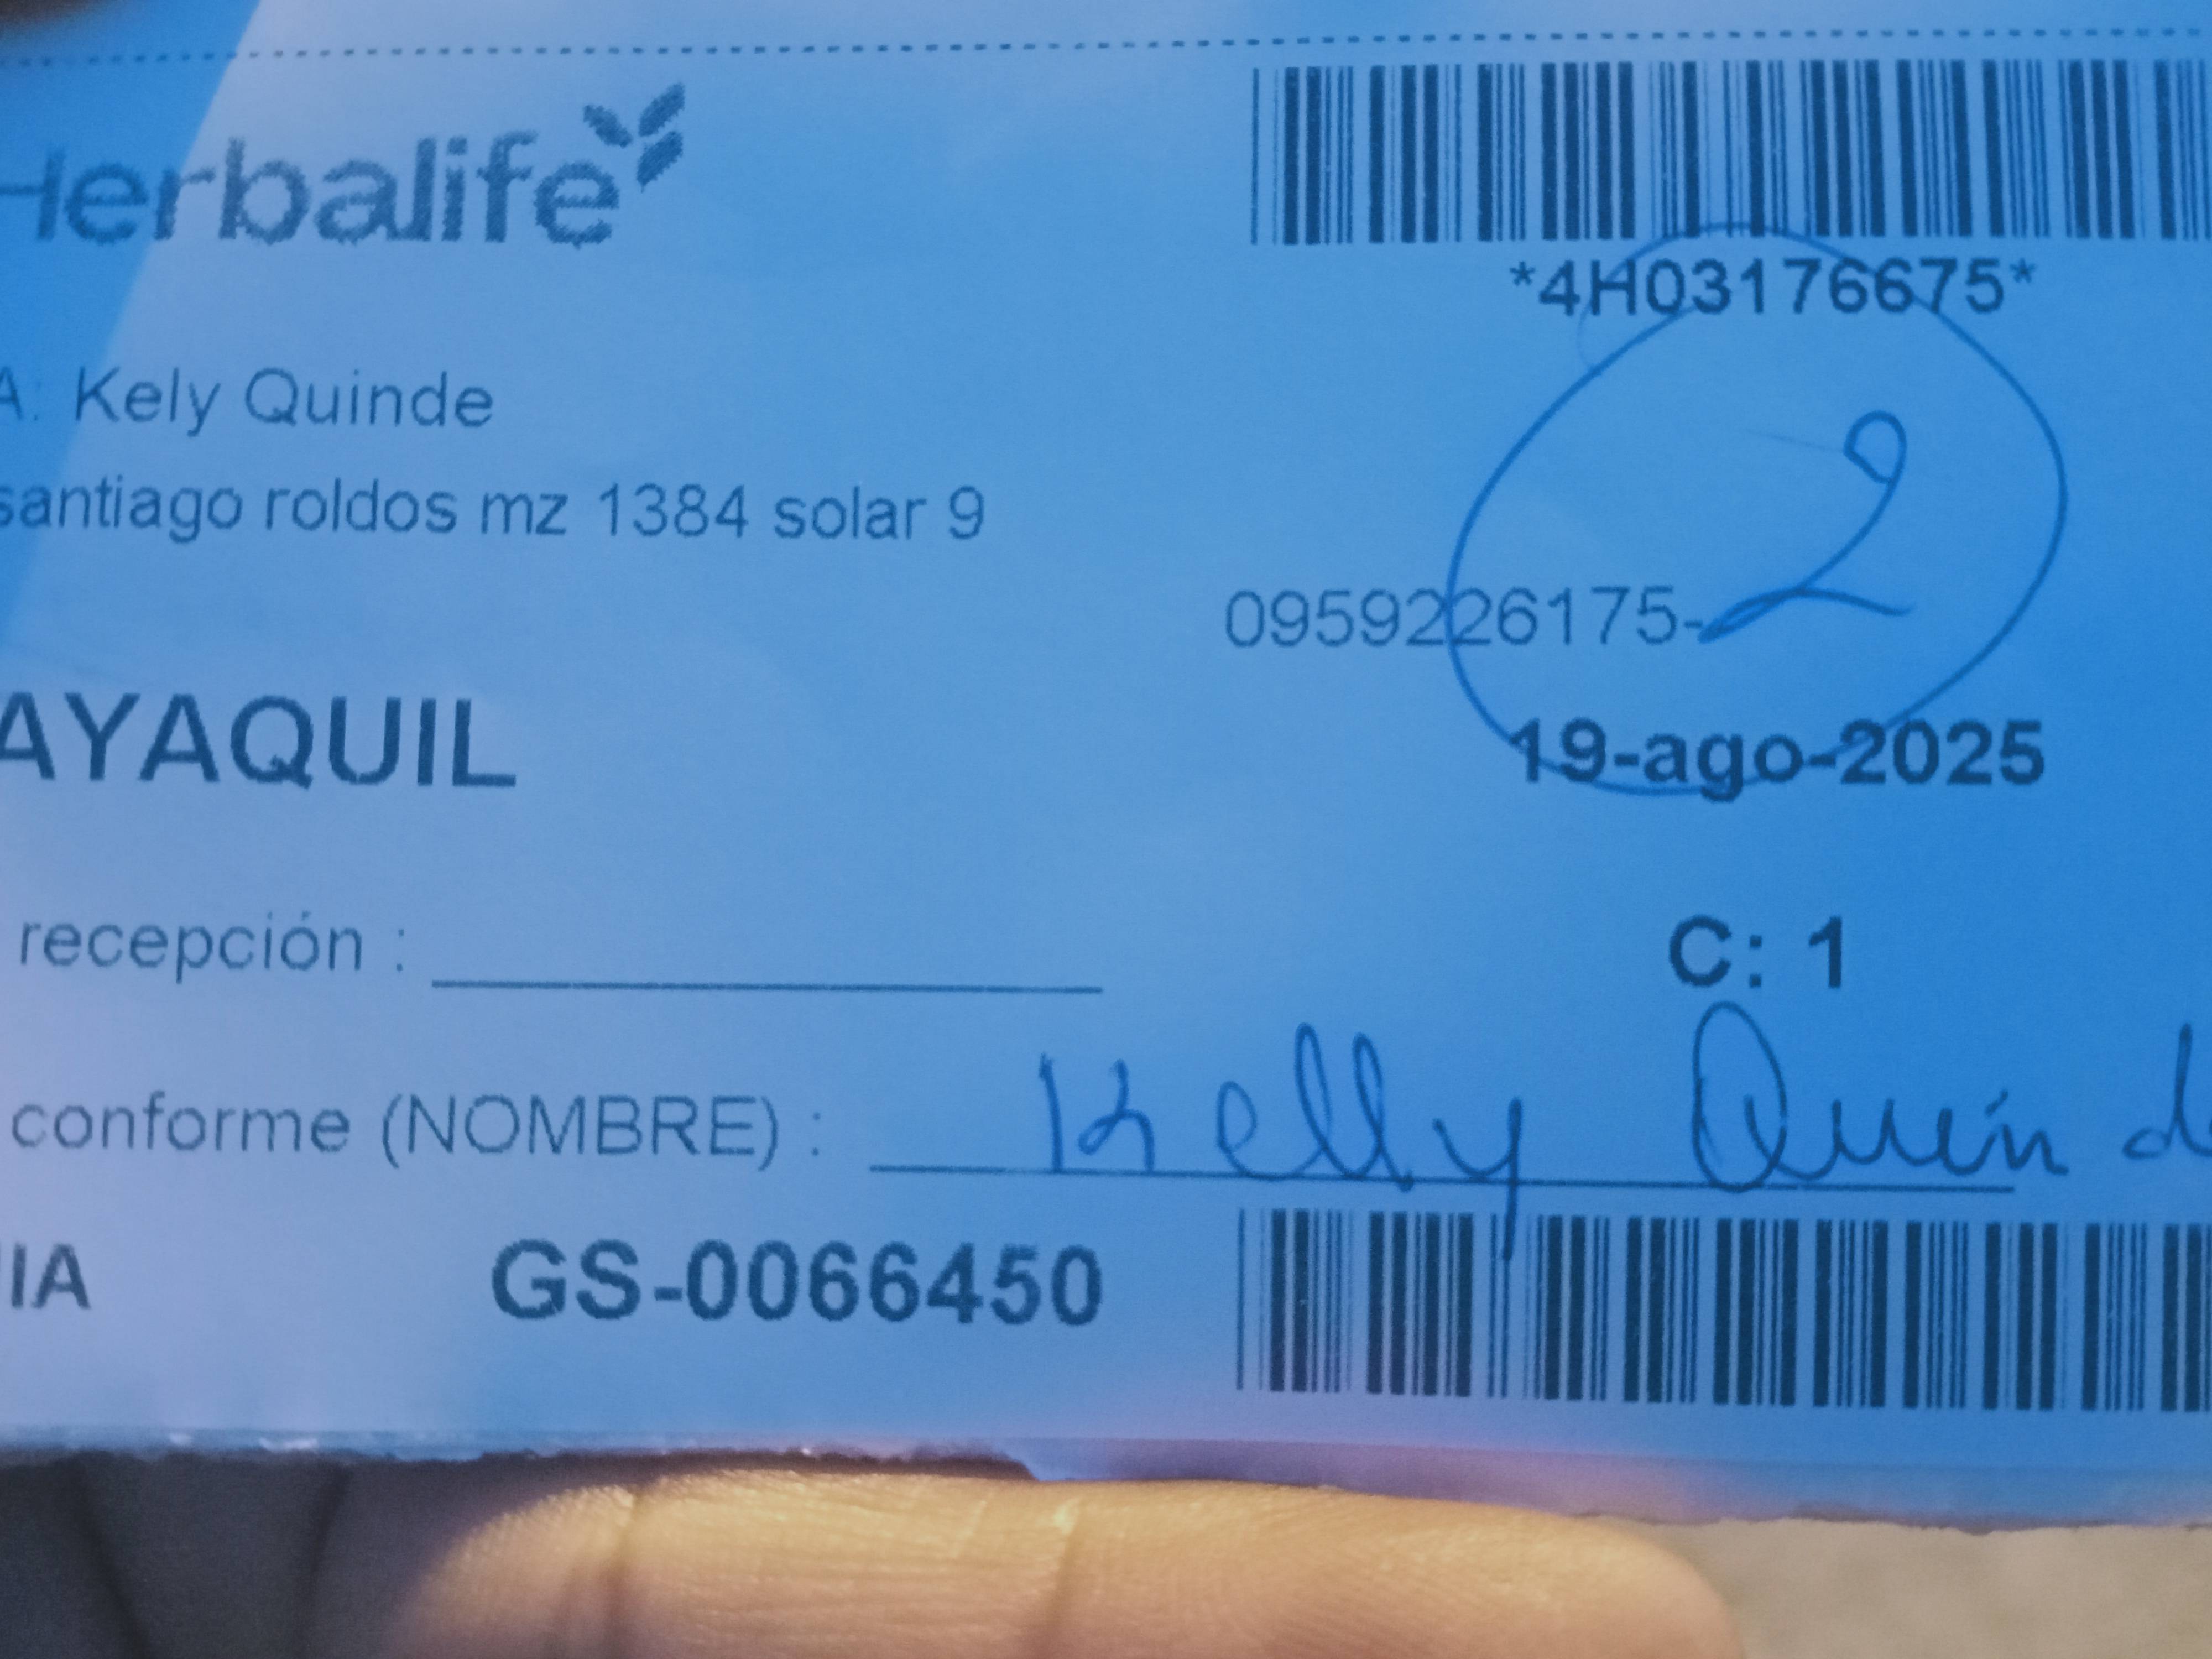 Herbalife
*4H03176675*
A: Kely Quinde
santiago roldos mz 1384 solar 9
2
0959226175-
AYAQUIL
19-ago-2025
recepción :
C: 1
conforme (NOMBRE) : Kelly Quinde
IA
GS-0066450